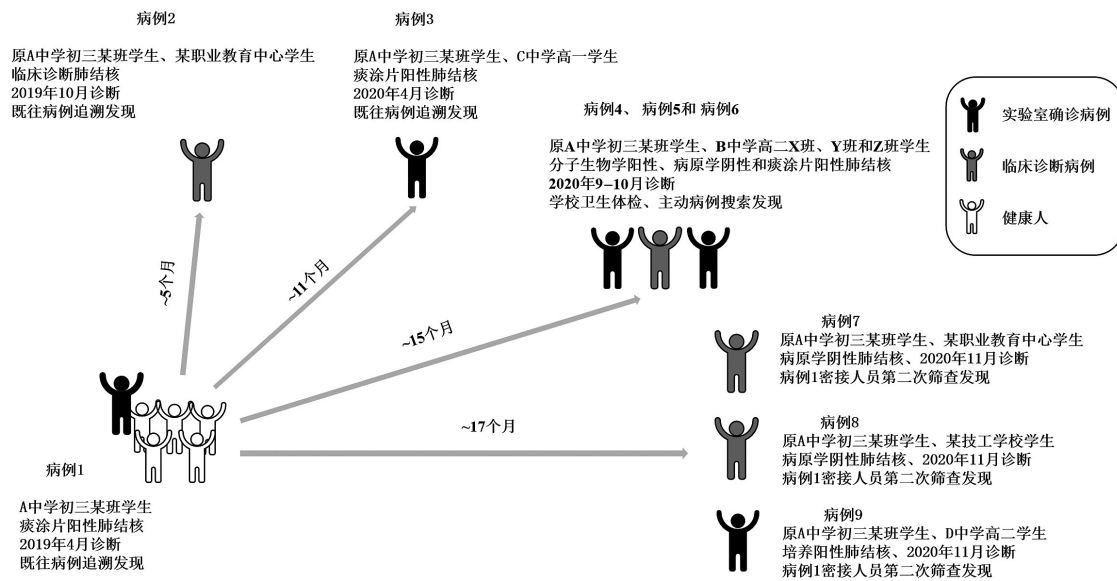 病例2
原A中学初三某班学生、某职业教育中心学生
临床诊断肺结核
2019年10月诊断
既往病例追溯发现
病例3
原A中学初三某班学生、C中学高一学生
痰涂片阳性肺结核
2020年4月诊断
既往病例追溯发现
病例4、 病例5和 病例6
原A中学初三某班学生、B中学高二X班、Y班和Z班学生
分子生物学阳性、病原学阴性和痰涂片阳性肺结核
2020年9–10月诊断
学校卫生体检、主动病例搜索发现
实验室确诊病例
临床诊断病例
健康人
~5个月
~11个月
~15个月
~17个月
病例7
原A中学初三某班学生、某职业教育中心学生
病原学阴性肺结核、2020年11月诊断
病例1密接人员第二次筛查发现
病例8
原A中学初三某班学生、某技工学校学生
病原学阴性肺结核、2020年11月诊断
病例1密接人员第二次筛查发现
病例9
原A中学初三某班学生、D中学高二学生
培养阳性肺结核、2020年11月诊断
病例1密接人员第二次筛查发现
病例1
A中学初三某班学生
痰涂片阳性肺结核
2019年4月诊断
既往病例追溯发现